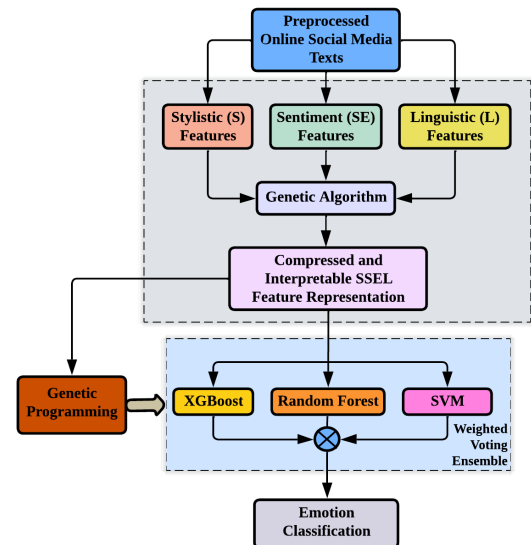 Preprocessed
Online Social Media
Texts
Stylistic (S)
Features
Sentiment (SE)
Features
Linguistic (L)
Features
Genetic Algorithm
Compressed and
Interpretable SSEL
Feature Representation
Genetic
Programming
XGBoost
Random Forest
SVM
Weighted
Voting
Ensemble
Emotion
Classification